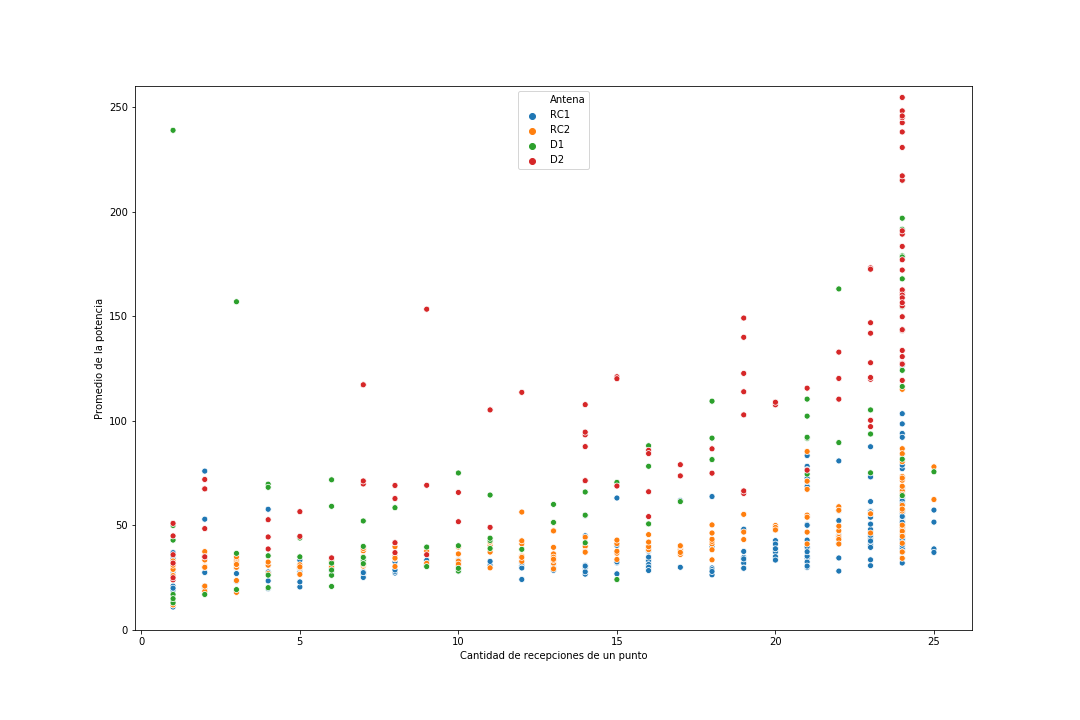 Antena
RC1
RC2
D1
D2
250
200
150
100
50
0
Promedio de la potencia
0 5 10 15 20 25
Cantidad de recepciones de un punto